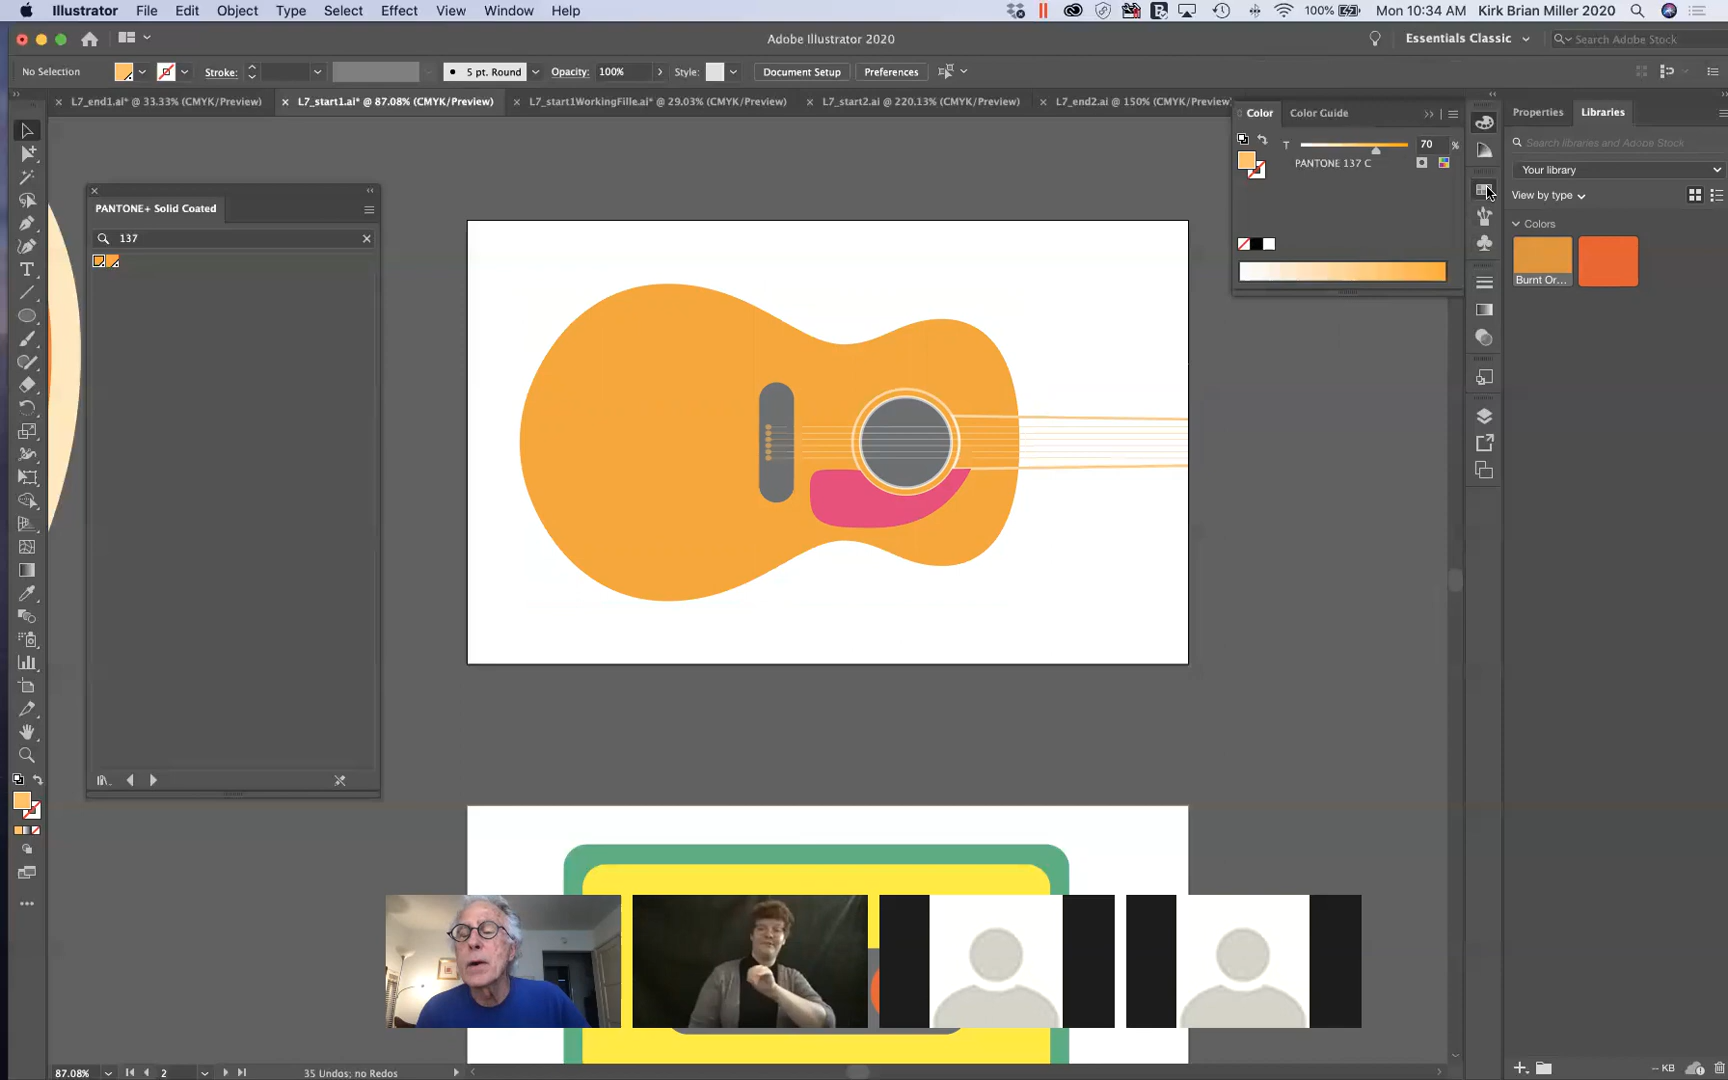 Illustrator File Edit Object Type Select Effect View Window Help
100% Mon 10:34 AM Kirk Brian Miller 2020
Adobe Illustrator 2020
Essentials Classic
Search Adobe Stock
No Selection Stroke: 5 pt. Round Opacity: 100% Style: Document Setup Preferences
L7_end1.ai* @ 33.33% (CMYK/Preview)
L7_start1.ai* @ 87.08% (CMYK/Preview)
L7_start1WorkingFille.ai* @ 29.03% (CMYK/Preview)
L7_start2.ai @ 220.13% (CMYK/Preview)
L7_end2.ai @ 150% (CMYK/Preview)
Color Color Guide
T 70 %
PANTONE 137 C
Properties Libraries
Search libraries and Adobe Stock
Your library
View by type
Colors
Burnt Or...
PANTONE+ Solid Coated
137
87.08% 2 35 Undos; no Redos
-- KB